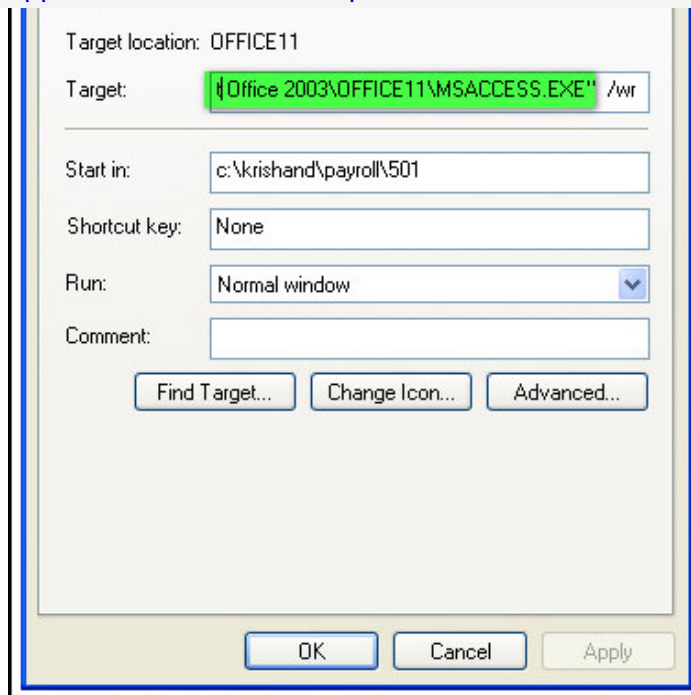 Target location: OFFICE11
Target: t Office 2003\OFFICE11\MSACCESS.EXE" /wr
Start in: c:\krishand\payroll\501
Shortcut key: None
Run: Normal window
Comment:
Find Target... Change Icon... Advanced...
OK Cancel Apply